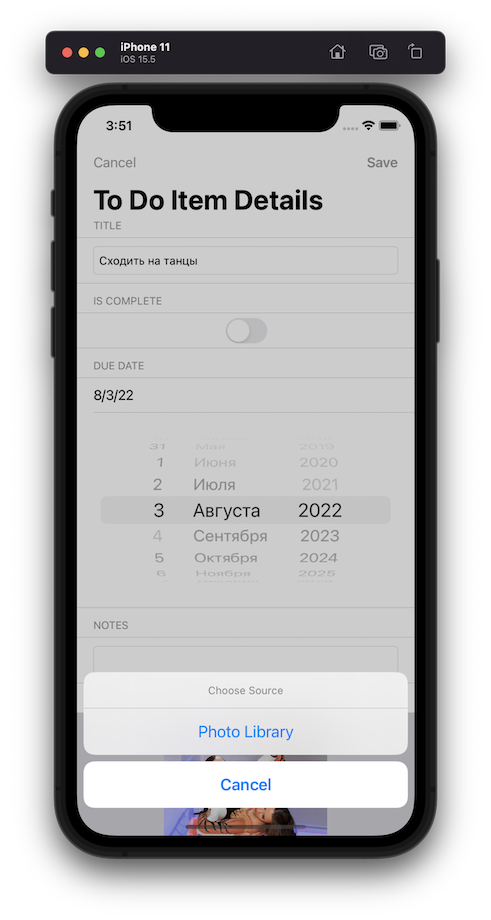 iPhone 11
iOS 15.5
3:51
Cancel Save
To Do Item Details
TITLE
Сходить на танцы
IS COMPLETE
DUE DATE
8/3/22
31 Мая 2019
1 Июня 2020
2 Июля 2021
3 Августа 2022
4 Сентября 2023
5 Октября 2024
6 Ноября 2025
NOTES
Choose Source
Photo Library
Cancel